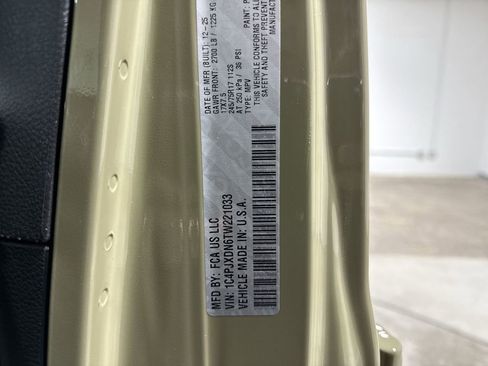 MFD BY: FCA US LLC
VIN: 1C4PJXDN6TW221033
VEHICLE MADE IN: U.S.A.
DATE OF MFR (BUILT): 12-25
GAWR FRONT: 2700 LB / 1225 KG
17X7.5
245/75R17 112S
AT 250 kPa / 36 PSI
TYPE: MPV
PAINT:
THIS VEHICLE CONFORMS TO ALL
SAFETY AND THEFT PREVENT
MANUFAC